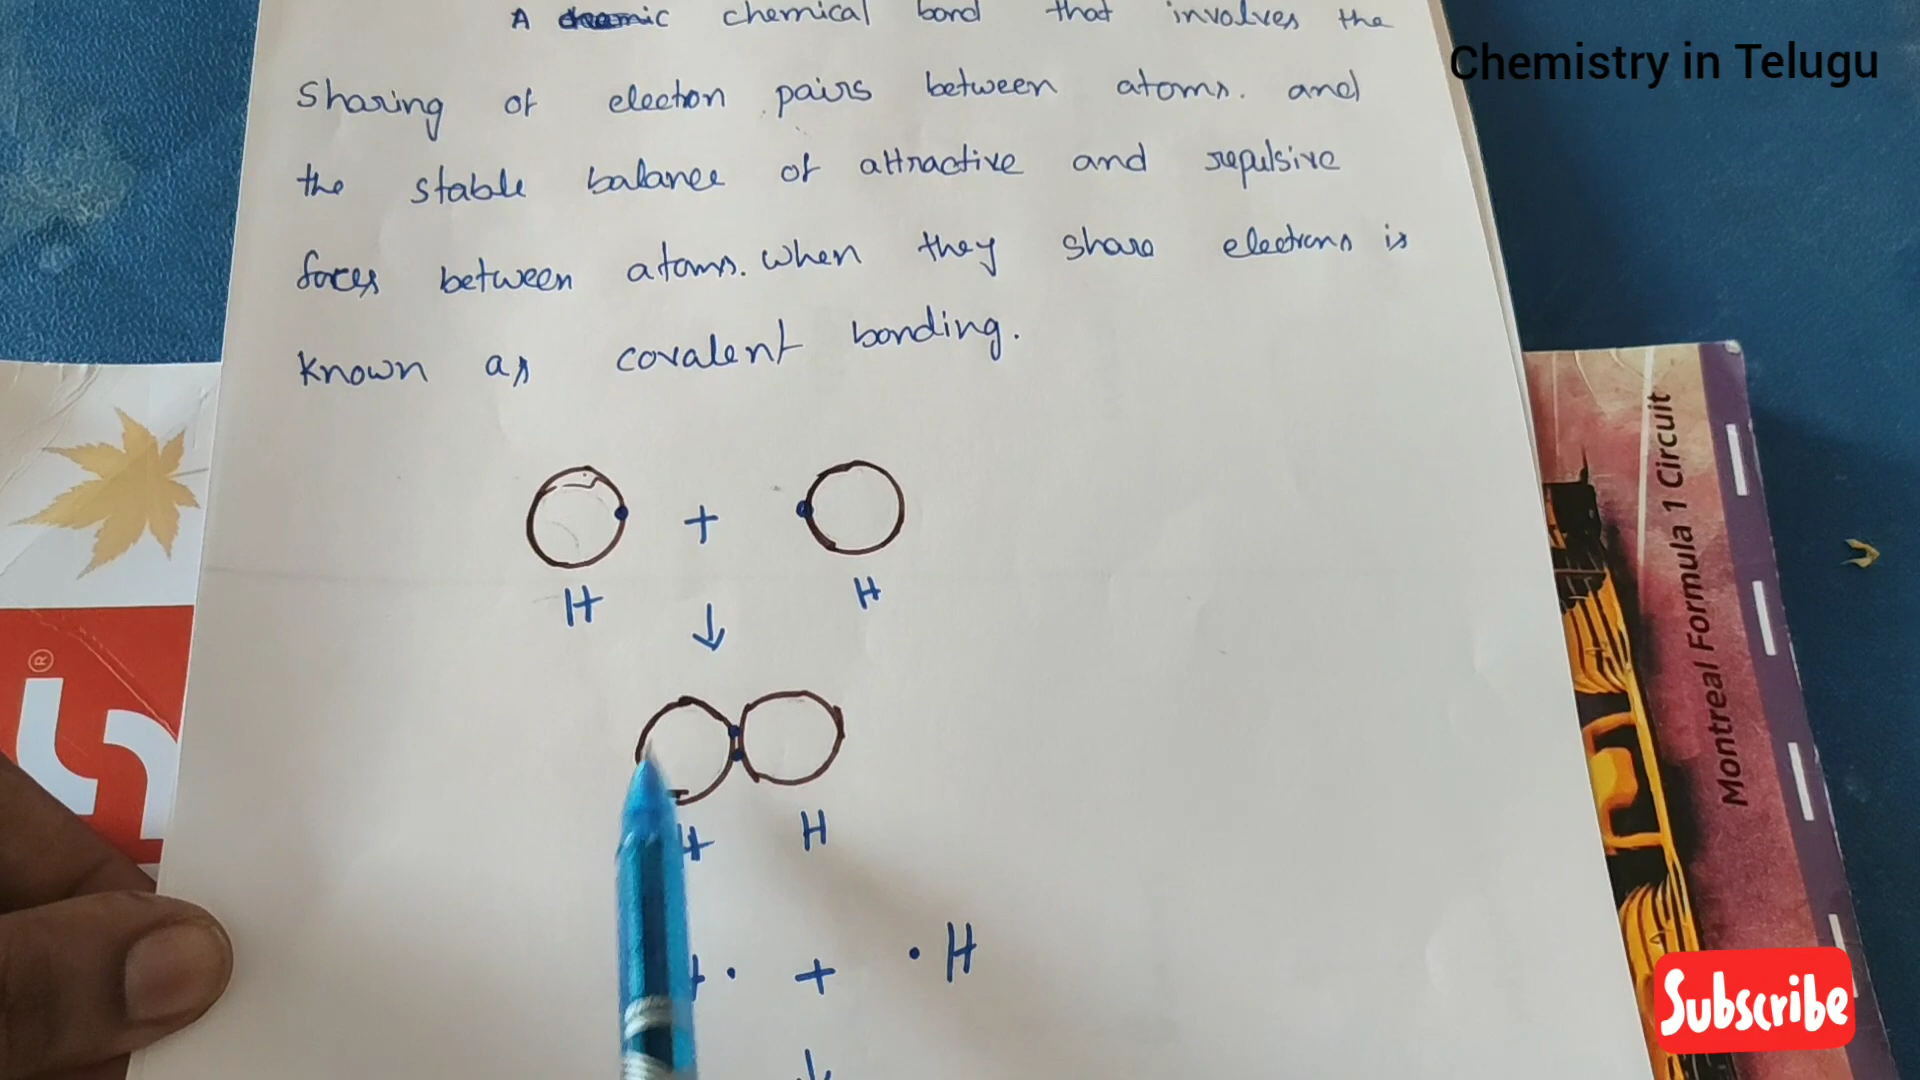 A chemical bond that involves the
Chemistry in Telugu
Sharing of electron pairs between atoms. and
the stable balance of attractive and repulsive
forces between atoms. When they share electrons is
known as covalent bonding.
+
H
H
↓
H
H
· + · H
↓
®
Montreal Formula 1 Circuit
Subscribe